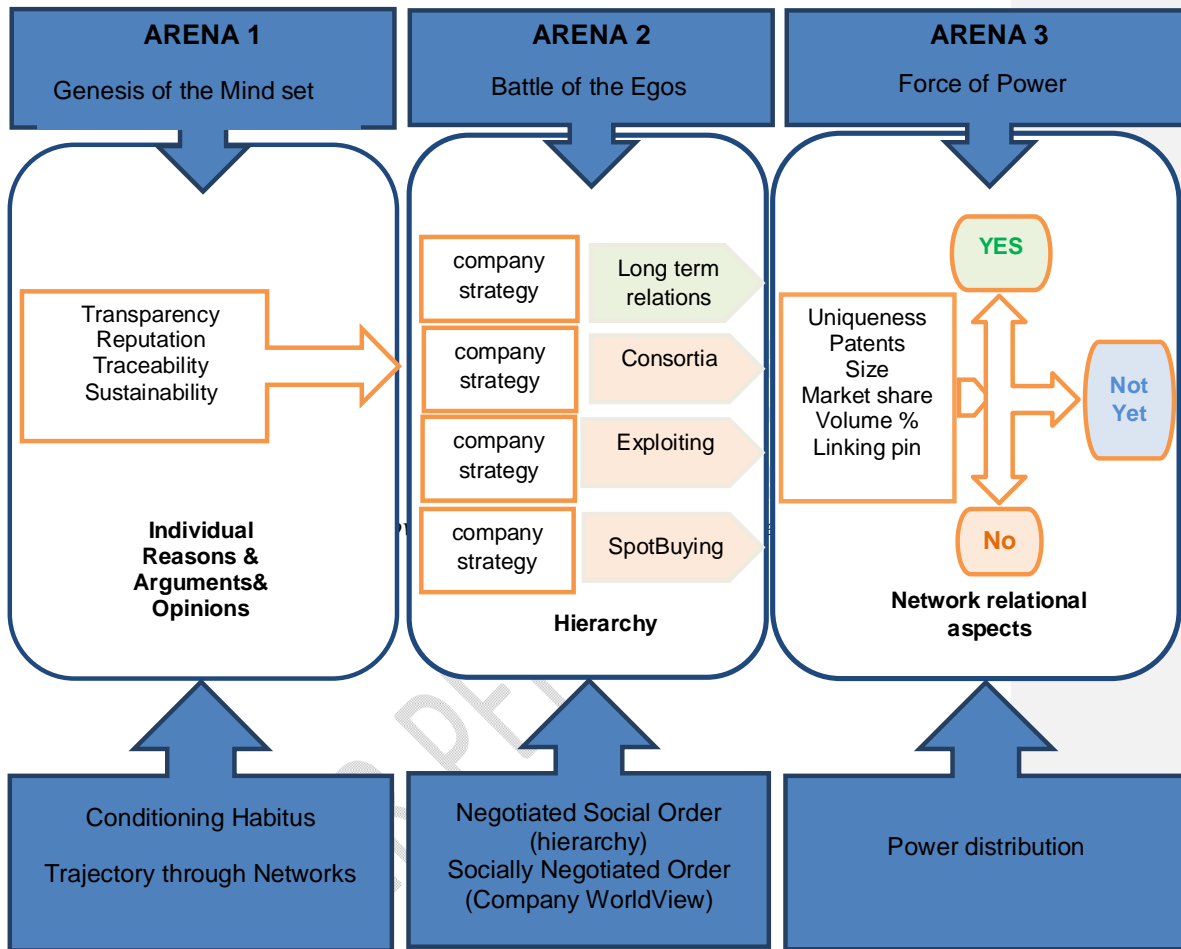 ARENA 1
Genesis of the Mind set
ARENA 2
Battle of the Egos
ARENA 3
Force of Power
Transparency
Reputation
Traceability
Sustainability
Individual
Reasons &
Arguments&
Opinions
company
strategy
Long term
relations
company
strategy
Consortia
company
strategy
Exploiting
company
strategy
SpotBuying
Hierarchy
YES
Uniqueness
Patents
Size
Market share
Volume %
Linking pin
Not
Yet
No
Network relational
aspects
Conditioning Habitus
Trajectory through Networks
Negotiated Social Order
(hierarchy)
Socially Negotiated Order
(Company WorldView)
Power distribution